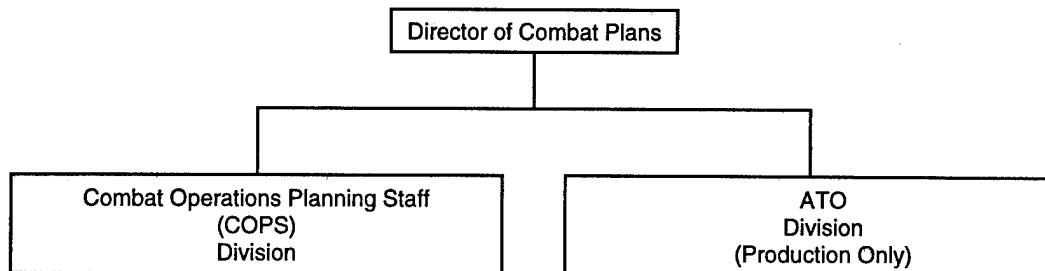 Director of Combat Plans
Combat Operations Planning Staff
(COPS)
Division
ATO
Division
(Production Only)